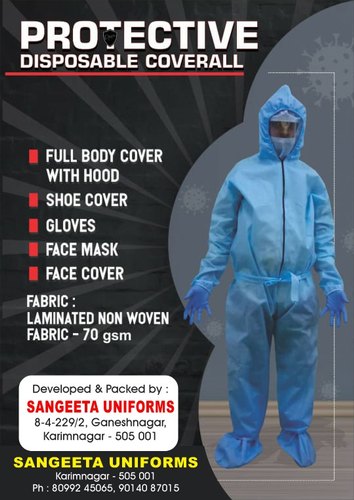 PROTECTIVE
DISPOSABLE COVERALL
FULL BODY COVER
WITH HOOD
SHOE COVER
GLOVES
FACE MASK
FACE COVER
FABRIC :
LAMINATED NON WOVEN
FABRIC - 70 gsm
Developed & Packed by :
SANGEETA UNIFORMS
8-4-229/2, Ganeshnagar,
Karimnagar - 505 001
SANGEETA UNIFORMS
Karimnagar - 505 001
Ph : 80992 45065, 90140 87015